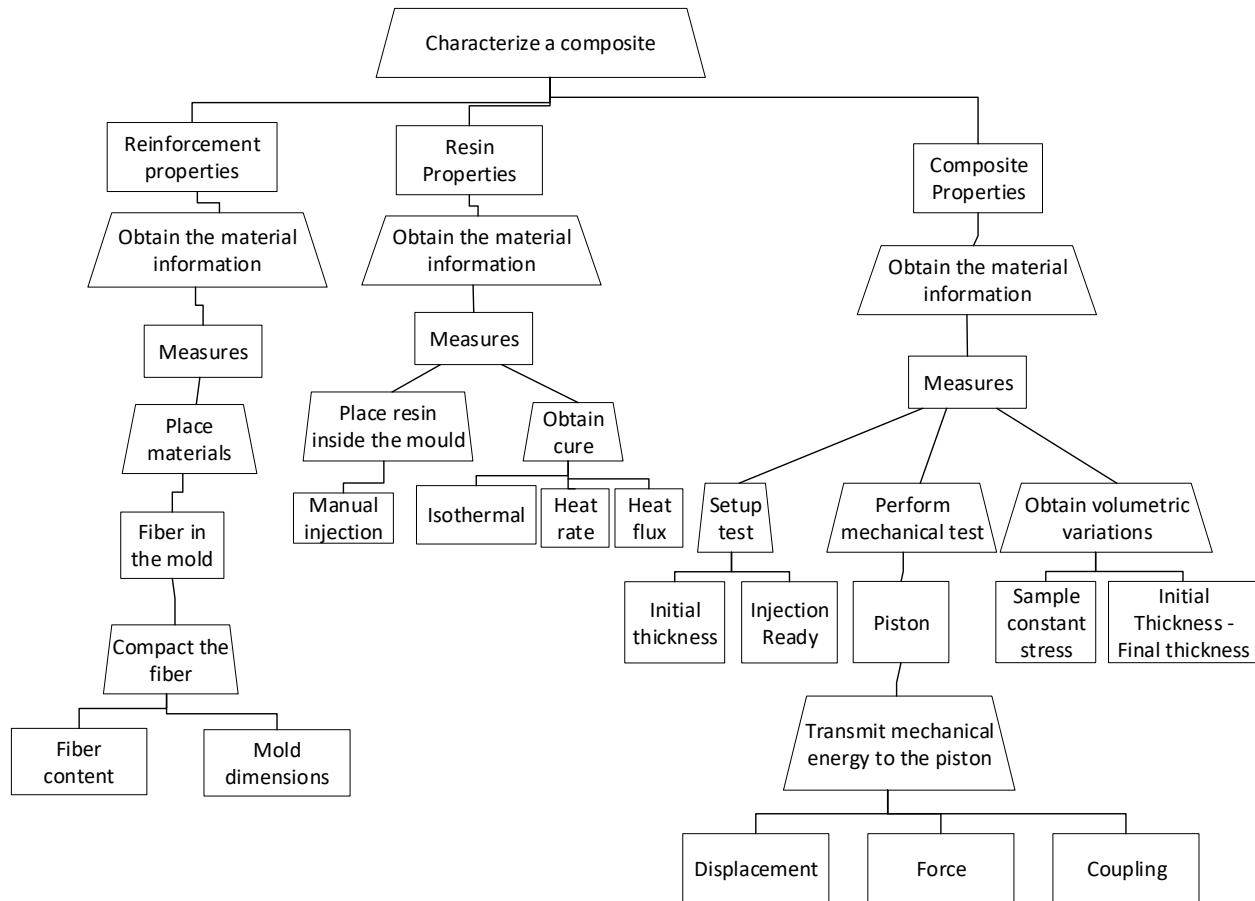 Characterize a composite
Reinforcement
properties
Resin
Properties
Composite
Properties
Obtain the material
information
Obtain the material
information
Obtain the material
information
Measures
Measures
Measures
Place
materials
Place resin
inside the mould
Obtain
cure
Manual
injection
Isothermal
Heat
rate
Heat
flux
Setup
test
Perform
mechanical test
Obtain volumetric
variations
Fiber in
the mold
Initial
thickness
Injection
Ready
Piston
Sample
constant
stress
Initial
Thickness -
Final thickness
Compact the
fiber
Fiber
content
Mold
dimensions
Transmit mechanical
energy to the piston
Displacement
Force
Coupling